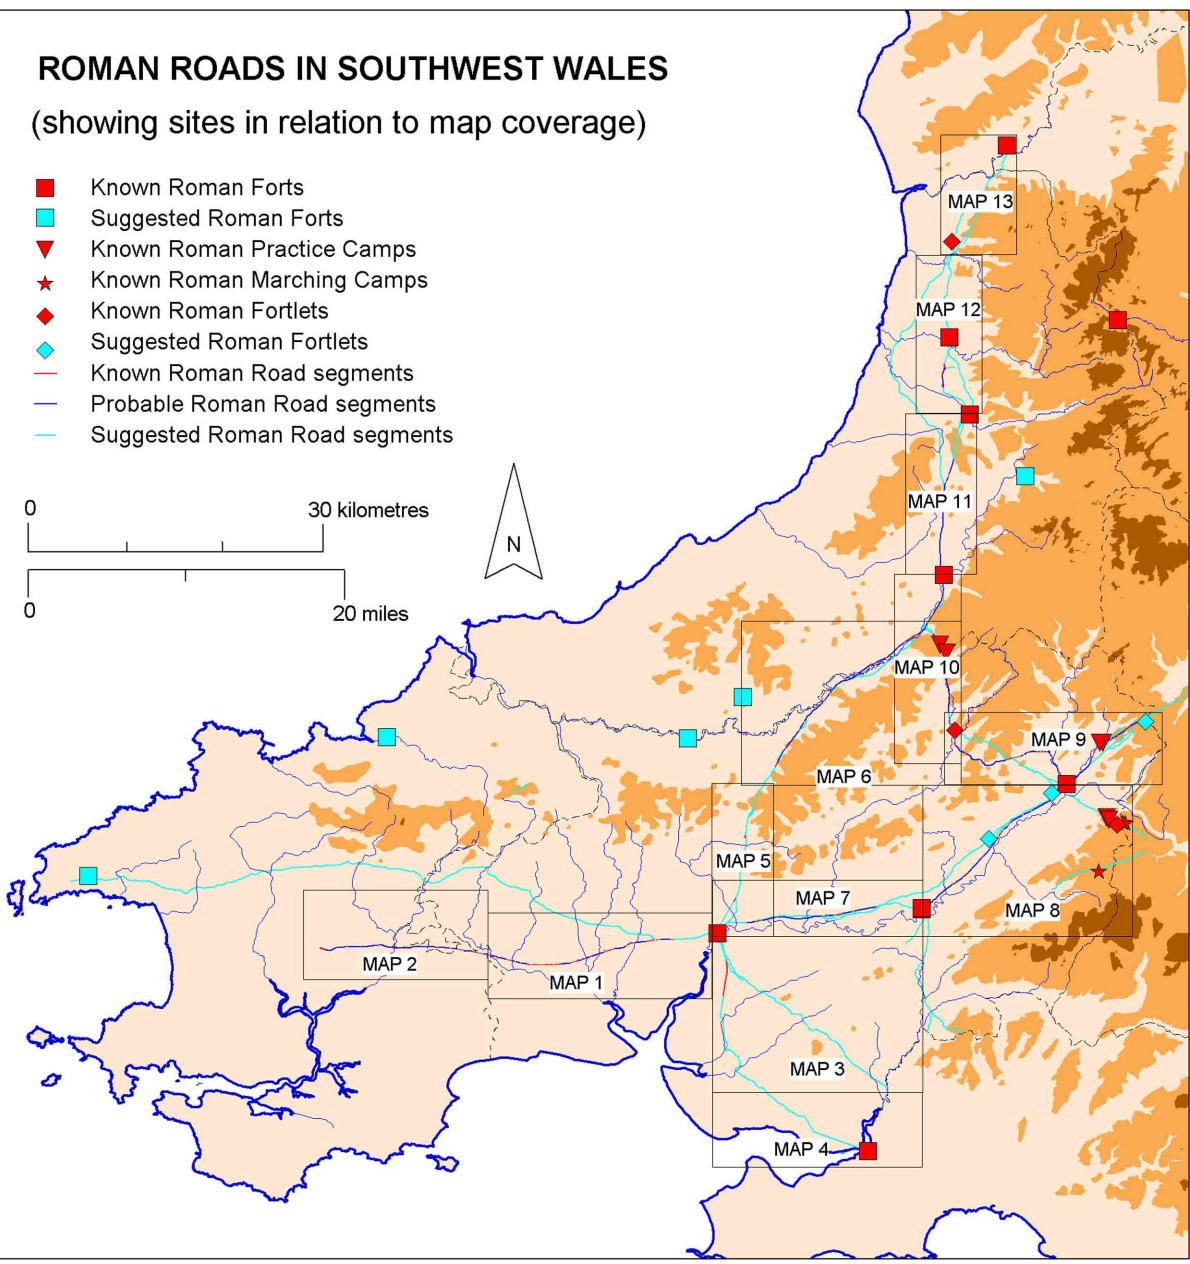 ROMAN ROADS IN SOUTHWEST WALES
(showing sites in relation to map coverage)
Known Roman Forts
Suggested Roman Forts
Known Roman Practice Camps
Known Roman Marching Camps
Known Roman Fortlets
Suggested Roman Fortlets
Known Roman Road segments
Probable Roman Road segments
Suggested Roman Road segments
0 30 kilometres
0 20 miles
N
MAP 13
MAP 12
MAP 11
MAP 10
MAP 9
MAP 6
MAP 5
MAP 7
MAP 8
MAP 2
MAP 1
MAP 3
MAP 4